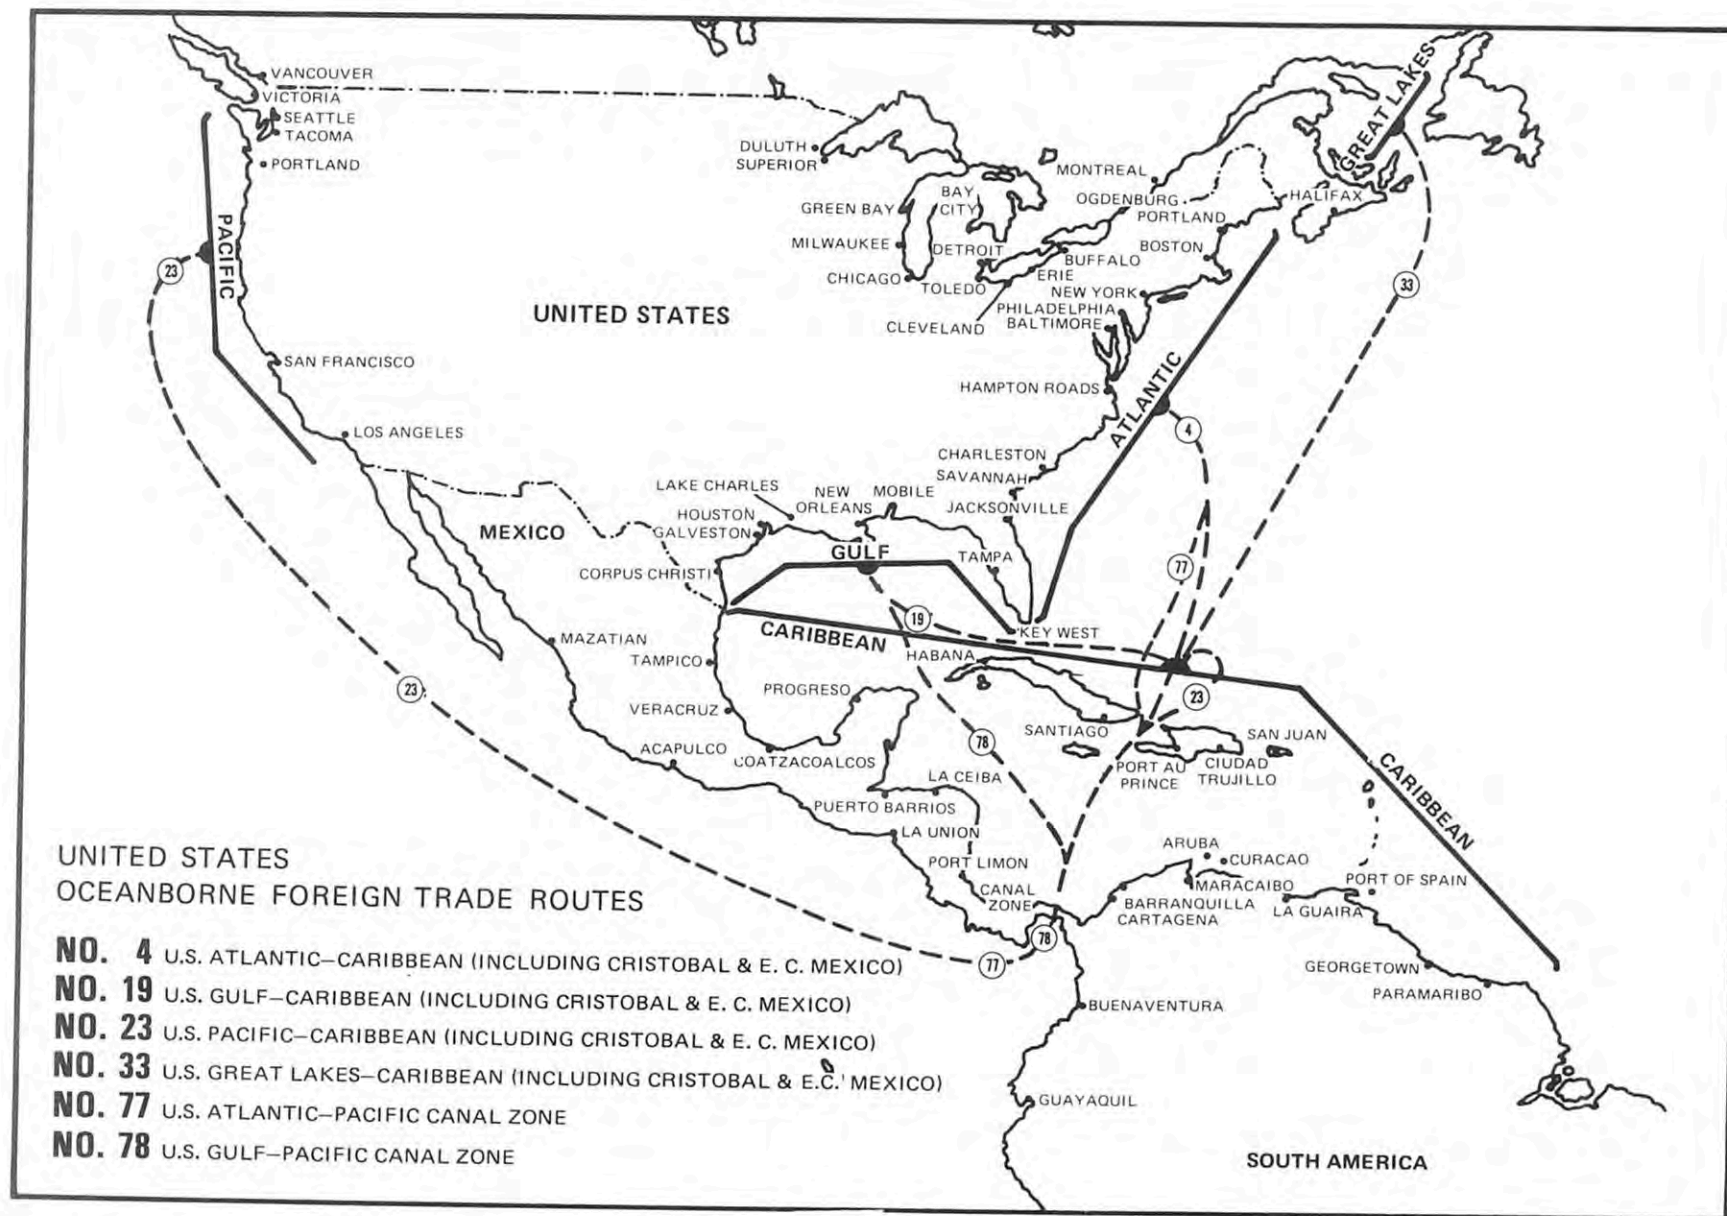 VANCOUVER
VICTORIA
SEATTLE
TACOMA
PORTLAND
PACIFIC
23
SAN FRANCISCO
LOS ANGELES
UNITED STATES
DULUTH
SUPERIOR
GREEN BAY
BAY
CITY
MILWAUKEE
DETROIT
CHICAGO
TOLEDO
CLEVELAND
ERIE
BUFFALO
MONTREAL
OGDENBURG
PORTLAND
BOSTON
HALIFAX
GREAT LAKES
33
NEW YORK
PHILADELPHIA
BALTIMORE
HAMPTON ROADS
ATLANTIC
4
CHARLESTON
SAVANNAH
JACKSONVILLE
LAKE CHARLES
NEW
ORLEANS
MOBILE
HOUSTON
GALVESTON
MEXICO
GULF
TAMPA
CORPUS CHRISTI
77
19
KEY WEST
CARIBBEAN
HABANA
MAZATIAN
TAMPICO
23
PROGRESO
VERACRUZ
23
SANTIAGO
SAN JUAN
78
ACAPULCO
COATZACOALCOS
PORT AU
PRINCE
CIUDAD
TRUJILLO
CARIBBEAN
LA CEIBA
PUERTO BARRIOS
LA UNION
PORT LIMON
ARUBA
CURACAO
MARACAIBO
PORT OF SPAIN
CANAL
ZONE
BARRANQUILLA
CARTAGENA
LA GUAIRA
78
77
GEORGETOWN
PARAMARIBO
BUENAVENTURA
GUAYAQUIL
SOUTH AMERICA
UNITED STATES
OCEANBORNE FOREIGN TRADE ROUTES
NO. 4 U.S. ATLANTIC–CARIBBEAN (INCLUDING CRISTOBAL & E. C. MEXICO)
NO. 19 U.S. GULF–CARIBBEAN (INCLUDING CRISTOBAL & E. C. MEXICO)
NO. 23 U.S. PACIFIC–CARIBBEAN (INCLUDING CRISTOBAL & E. C. MEXICO)
NO. 33 U.S. GREAT LAKES–CARIBBEAN (INCLUDING CRISTOBAL & E.C. MEXICO)
NO. 77 U.S. ATLANTIC–PACIFIC CANAL ZONE
NO. 78 U.S. GULF–PACIFIC CANAL ZONE